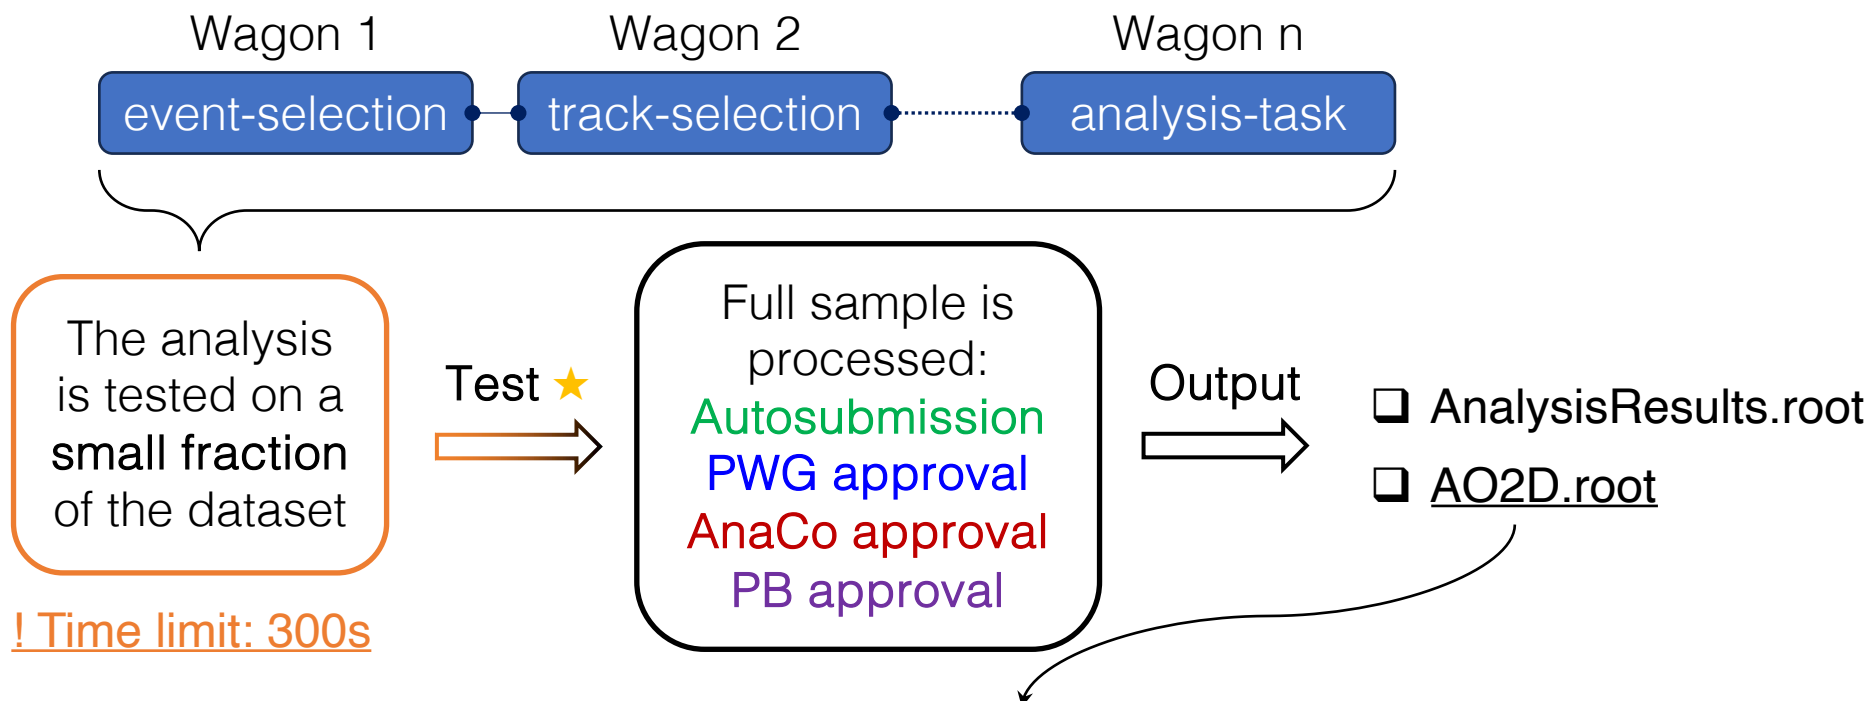 Wagon 1
Wagon 2
Wagon n
event-selection
track-selection
analysis-task
The analysis
is tested on a
small fraction
of the dataset
! Time limit: 300s
Test
Full sample is
processed:
Autosubmission
PWG approval
AnaCo approval
PB approval
Output
AnalysisResults.root
AO2D.root